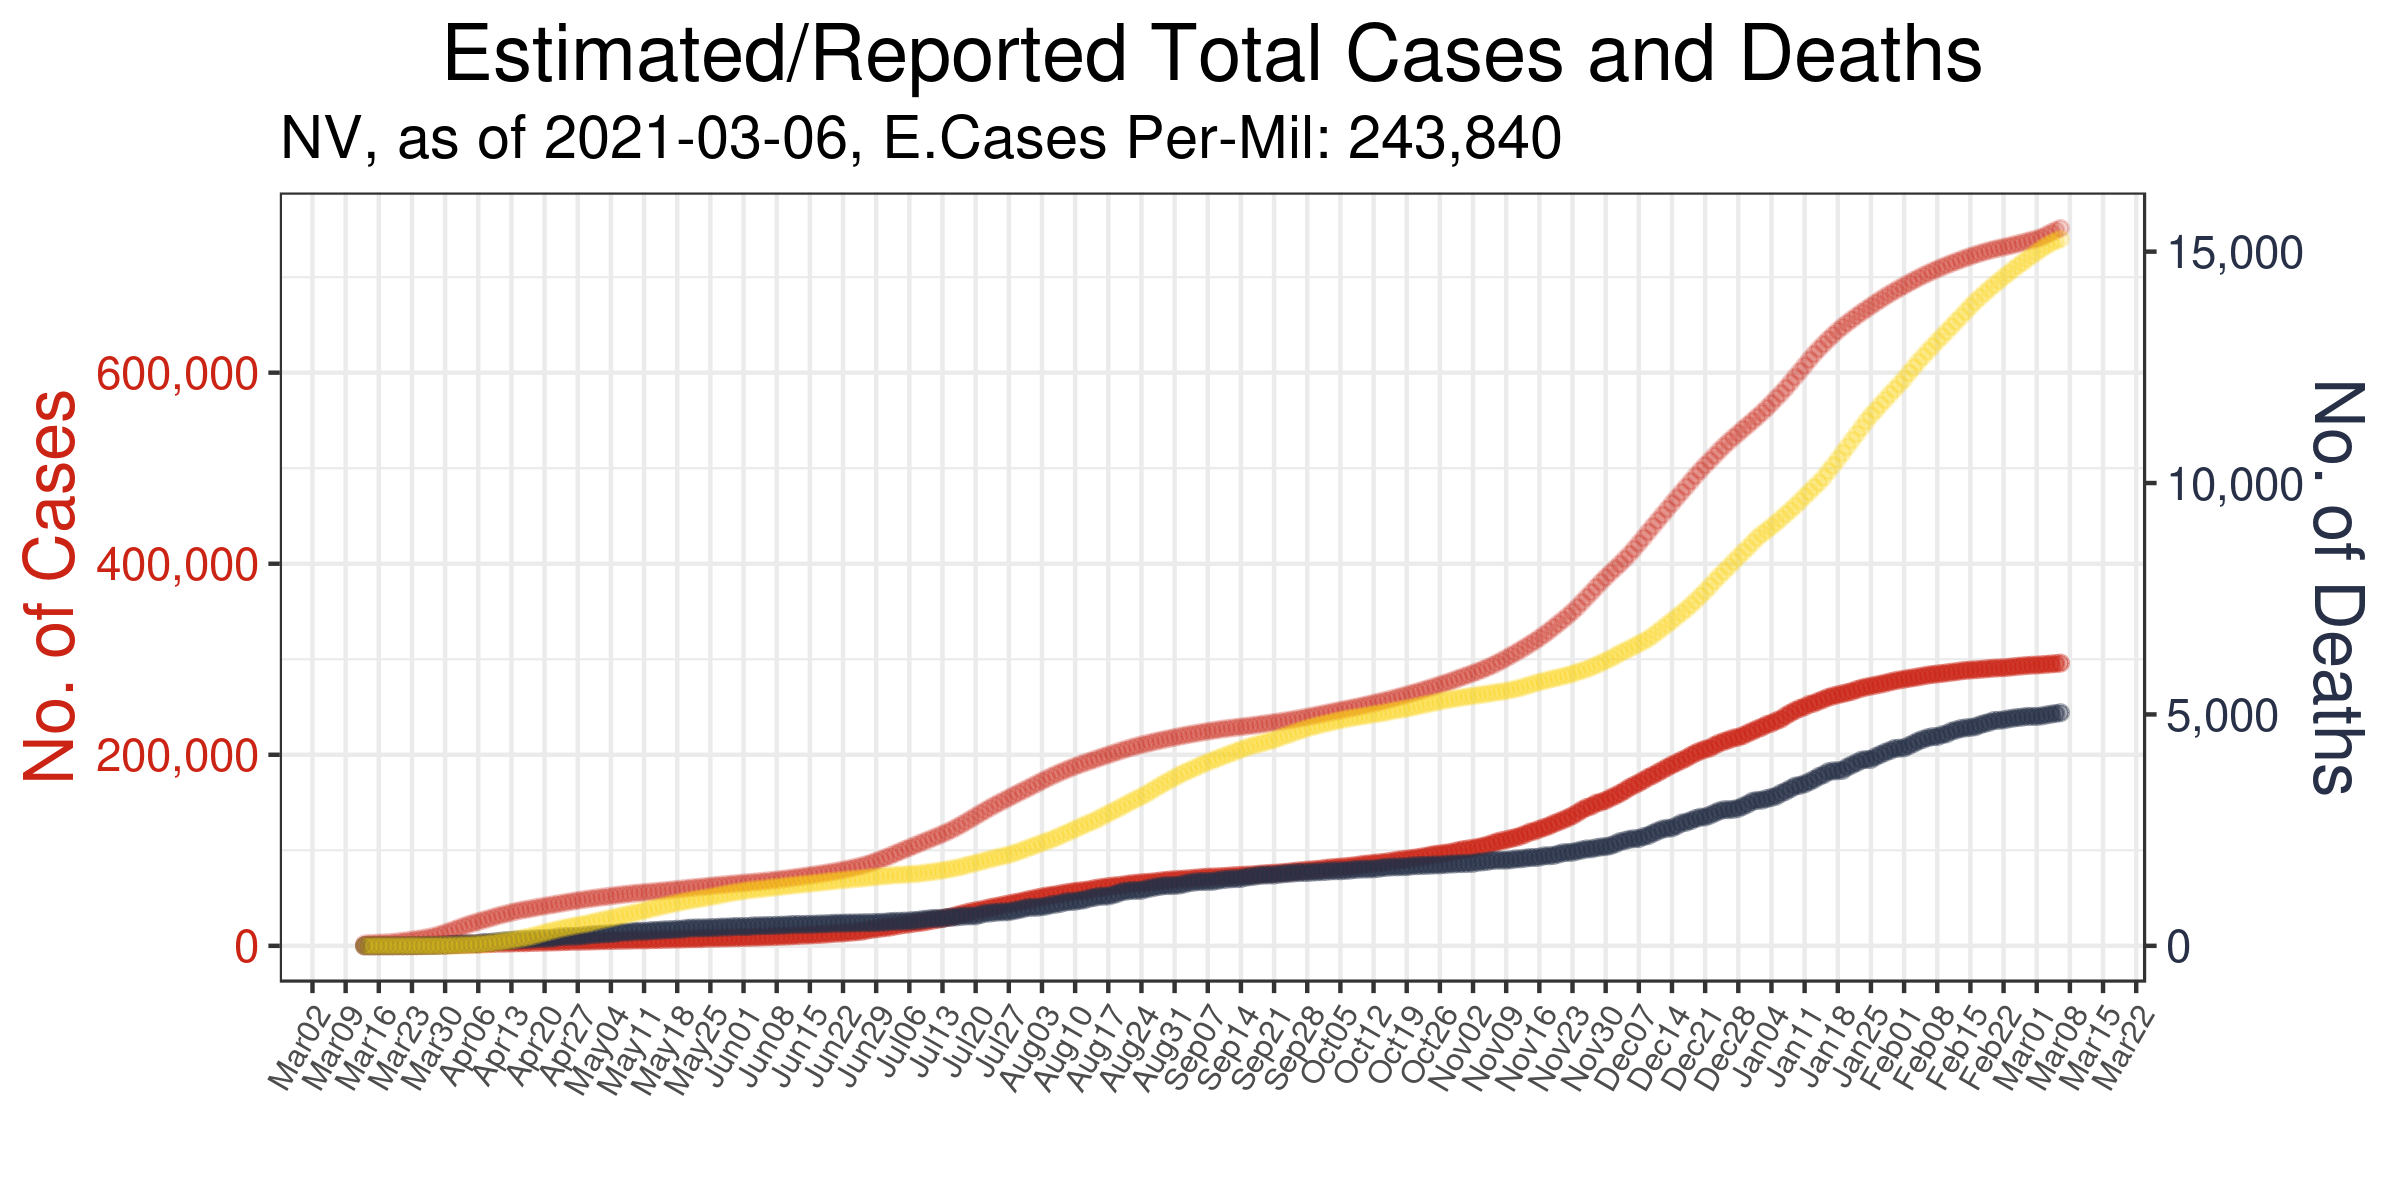 Estimated/Reported Total Cases and Deaths
NV, as of 2021-03-06, E.Cases Per-Mil: 243,840
No. of Cases
600,000
400,000
200,000
0
15,000
10,000
5,000
0
No. of Deaths
Mar02
Mar09
Mar16
Mar23
Mar30
Apr06
Apr13
Apr20
Apr27
May04
May11
May18
May25
Jun01
Jun08
Jun15
Jun22
Jun29
Jul06
Jul13
Jul20
Jul27
Aug03
Aug10
Aug17
Aug24
Aug31
Sep07
Sep14
Sep21
Sep28
Oct05
Oct12
Oct19
Oct26
Nov02
Nov09
Nov16
Nov23
Nov30
Dec07
Dec14
Dec21
Dec28
Jan04
Jan11
Jan18
Jan25
Feb01
Feb08
Feb15
Feb22
Mar01
Mar08
Mar15
Mar22